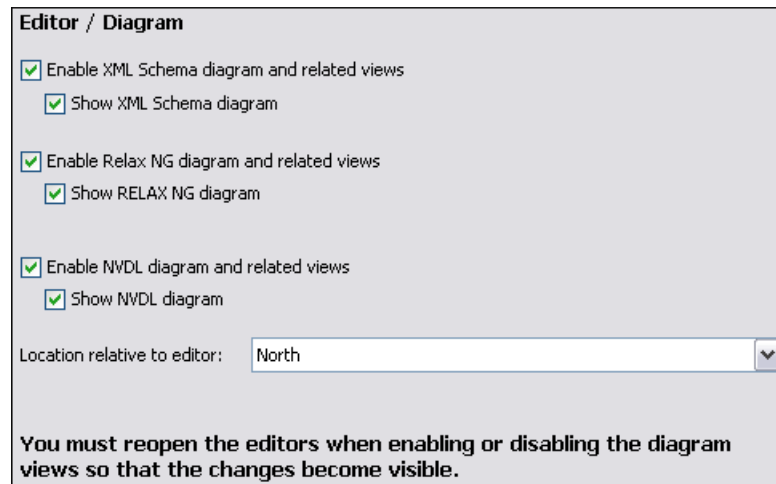 Editor / Diagram
Enable XML Schema diagram and related views
Show XML Schema diagram
Enable Relax NG diagram and related views
Show RELAX NG diagram
Enable NVDL diagram and related views
Show NVDL diagram
Location relative to editor: North
You must reopen the editors when enabling or disabling the diagram
views so that the changes become visible.